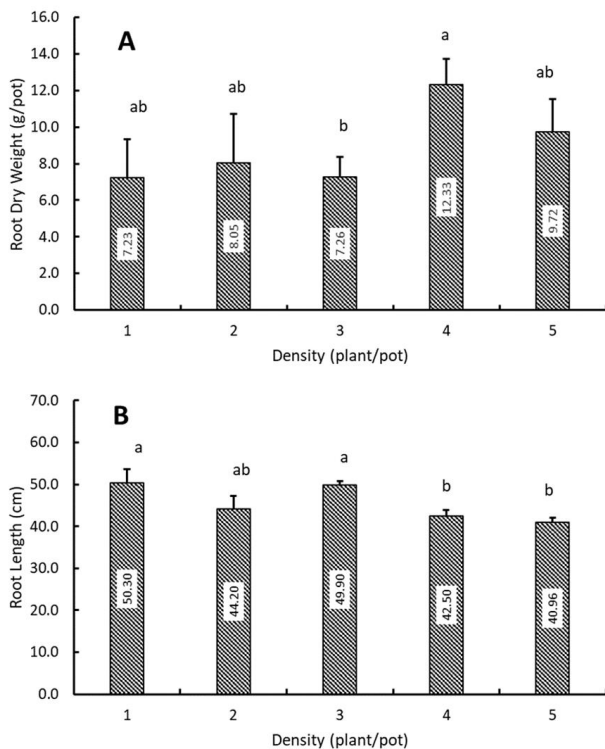 A
Root Dry Weight (g/pot)
16.0
14.0
12.0
10.0
8.0
6.0
4.0
2.0
0.0
ab
ab
b
a
ab
7.23
8.05
7.26
12.33
9.72
1 2 3 4 5
Density (plant/pot)
B
Root Length (cm)
70.0
60.0
50.0
40.0
30.0
20.0
10.0
0.0
a
ab
a
b
b
50.30
44.20
49.90
42.50
40.96
1 2 3 4 5
Density (plant/pot)